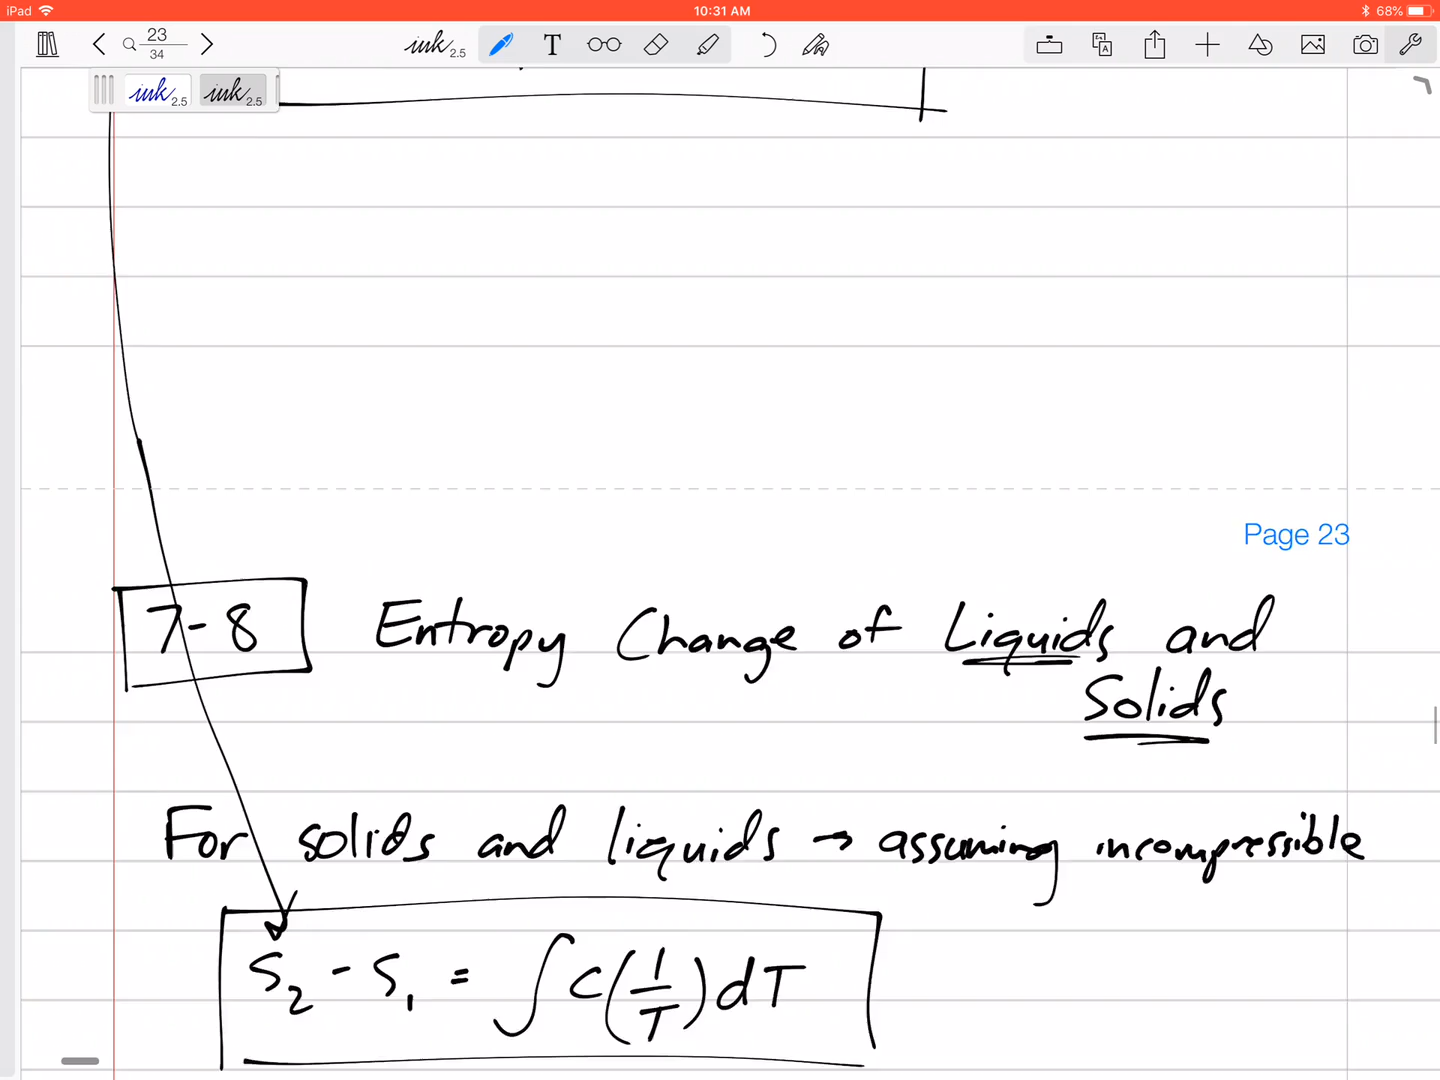 iPad 10:31 AM 68%
23
34
ink 2.5 T
ink 2.5 ink 2.5
Page 23
7-8 Entropy Change of Liquids and
Solids
For solids and liquids → assuming incompressible
S₂ - S₁ = ∫ C(1/T) dT